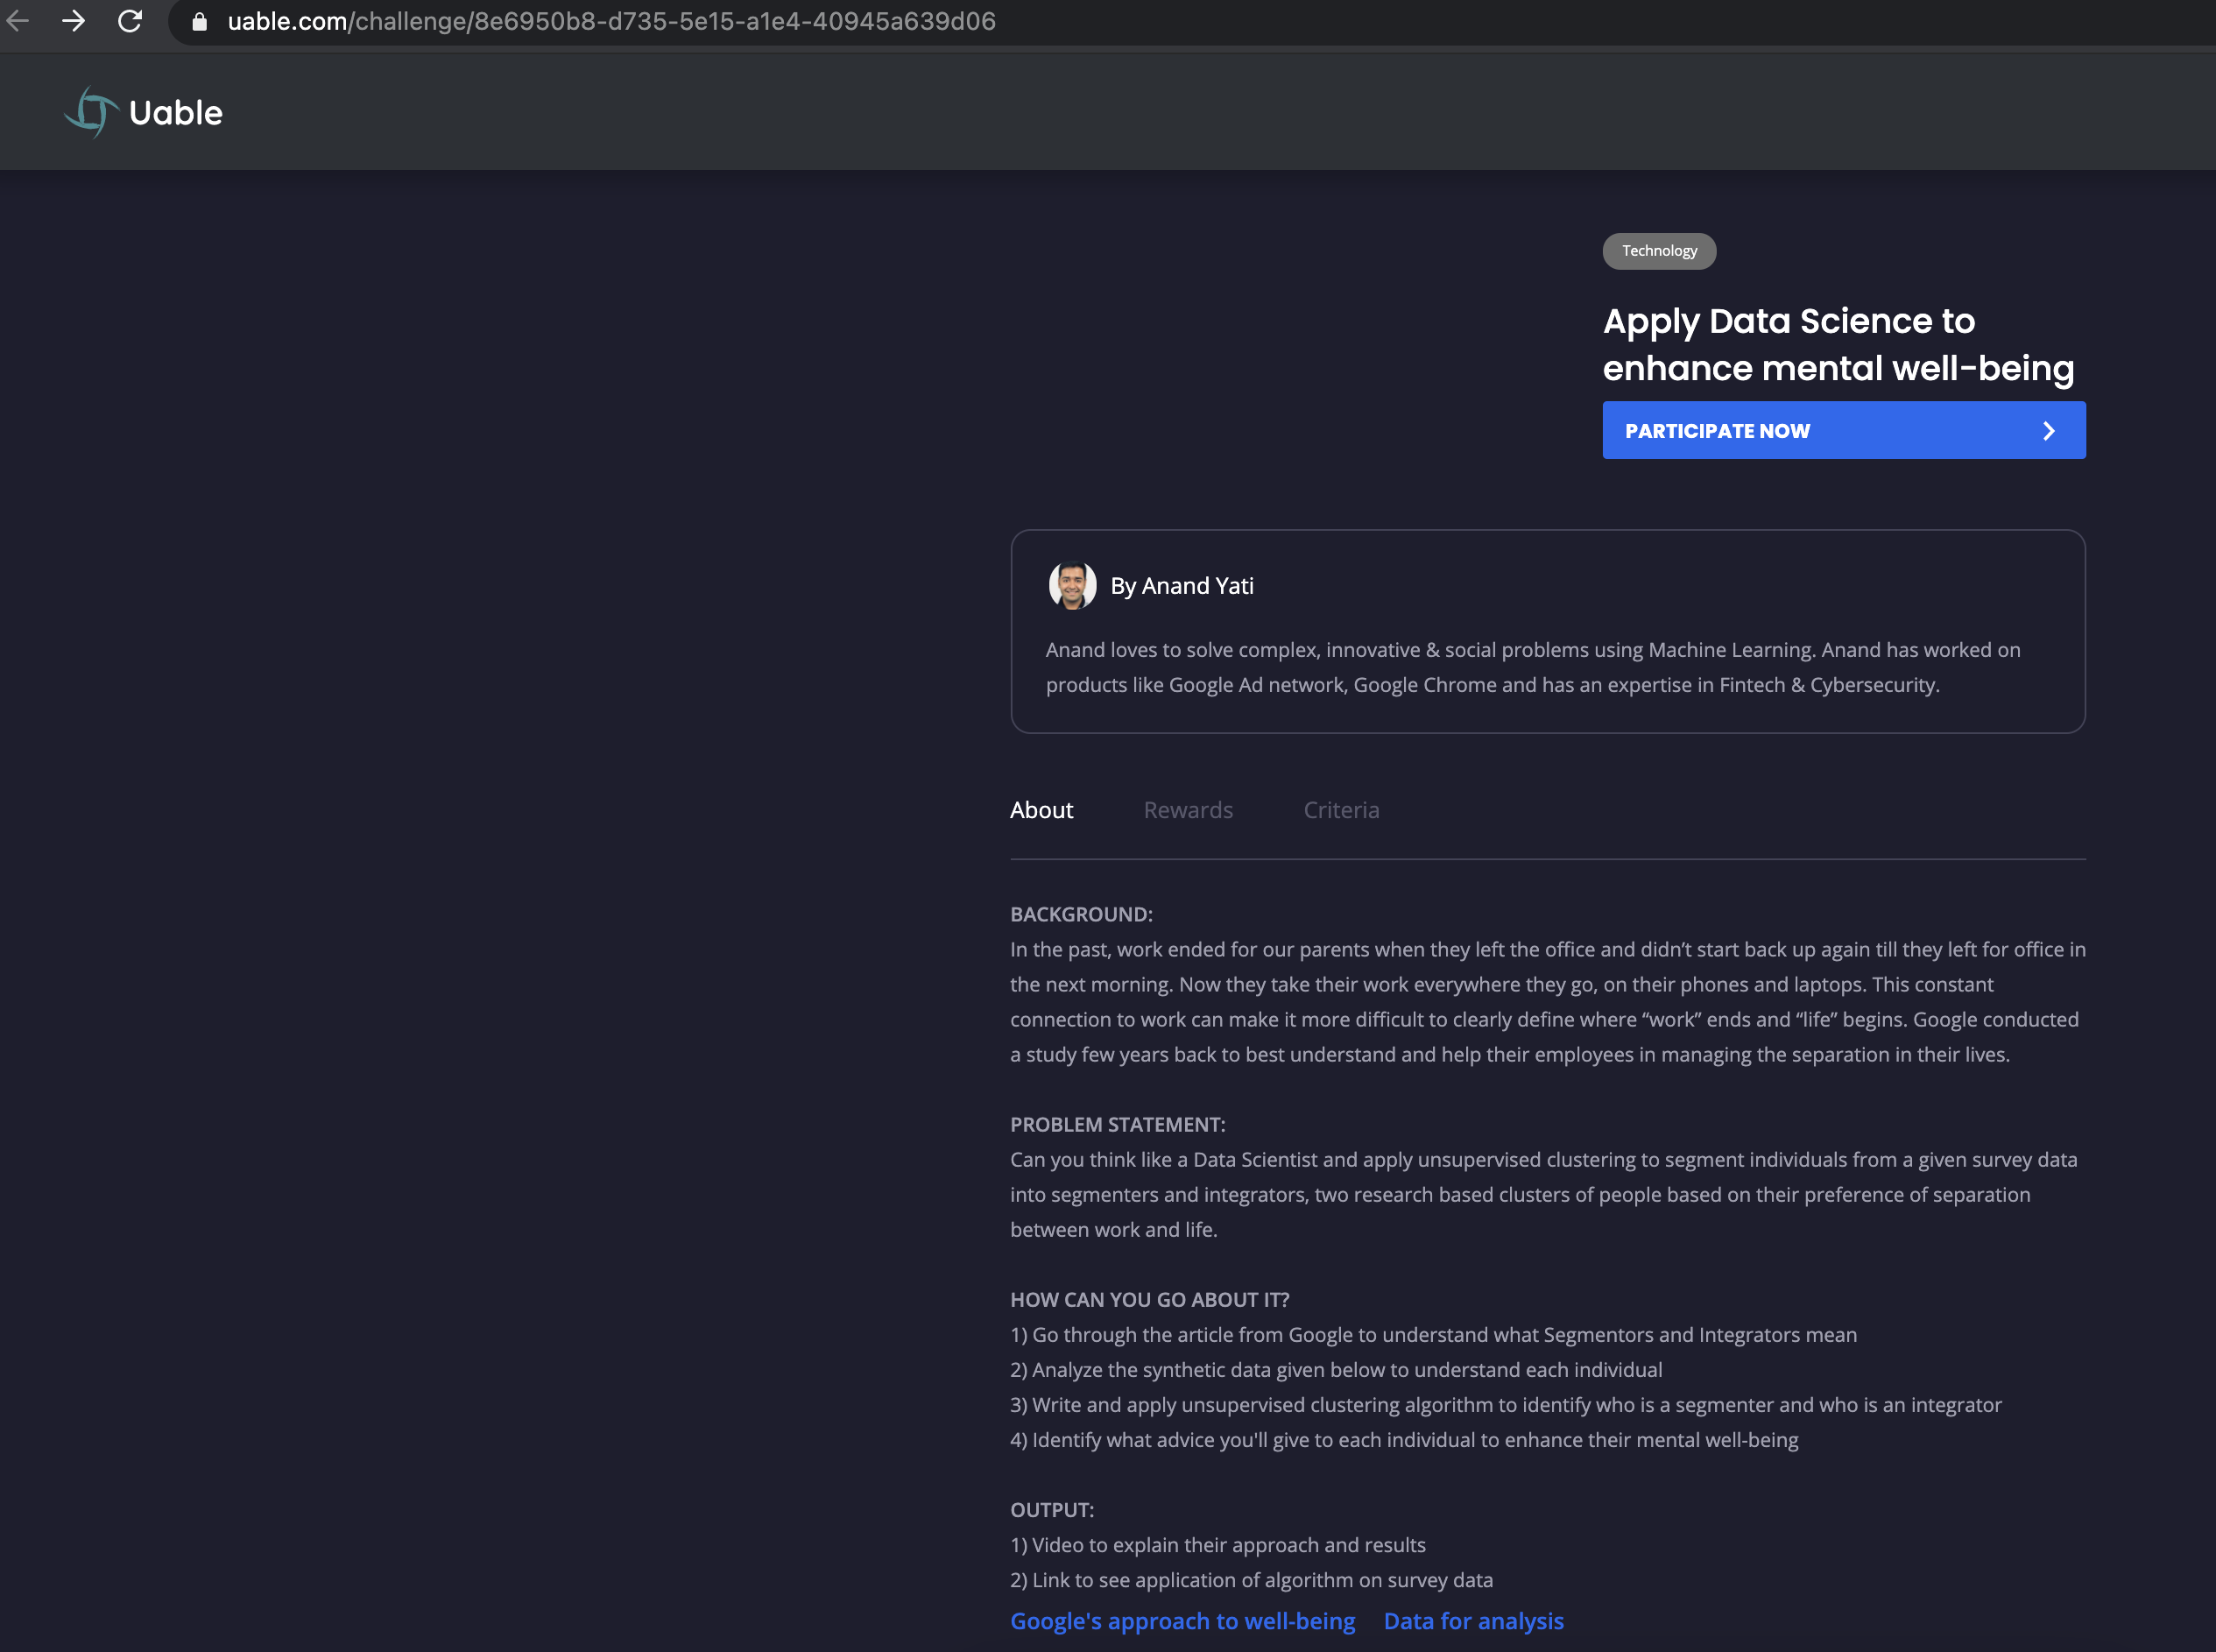 uable.com/challenge/8e6950b8-d735-5e15-a1e4-40945a639d06
Uable
Technology
Apply Data Science to
enhance mental well-being
PARTICIPATE NOW
By Anand Yati
Anand loves to solve complex, innovative & social problems using Machine Learning. Anand has worked on
products like Google Ad network, Google Chrome and has an expertise in Fintech & Cybersecurity.
About Rewards Criteria
BACKGROUND:
In the past, work ended for our parents when they left the office and didn’t start back up again till they left for office in
the next morning. Now they take their work everywhere they go, on their phones and laptops. This constant
connection to work can make it more difficult to clearly define where “work” ends and “life” begins. Google conducted
a study few years back to best understand and help their employees in managing the separation in their lives.
PROBLEM STATEMENT:
Can you think like a Data Scientist and apply unsupervised clustering to segment individuals from a given survey data
into segmenters and integrators, two research based clusters of people based on their preference of separation
between work and life.
HOW CAN YOU GO ABOUT IT?
1) Go through the article from Google to understand what Segmentors and Integrators mean
2) Analyze the synthetic data given below to understand each individual
3) Write and apply unsupervised clustering algorithm to identify who is a segmenter and who is an integrator
4) Identify what advice you'll give to each individual to enhance their mental well-being
OUTPUT:
1) Video to explain their approach and results
2) Link to see application of algorithm on survey data
Google's approach to well-being Data for analysis